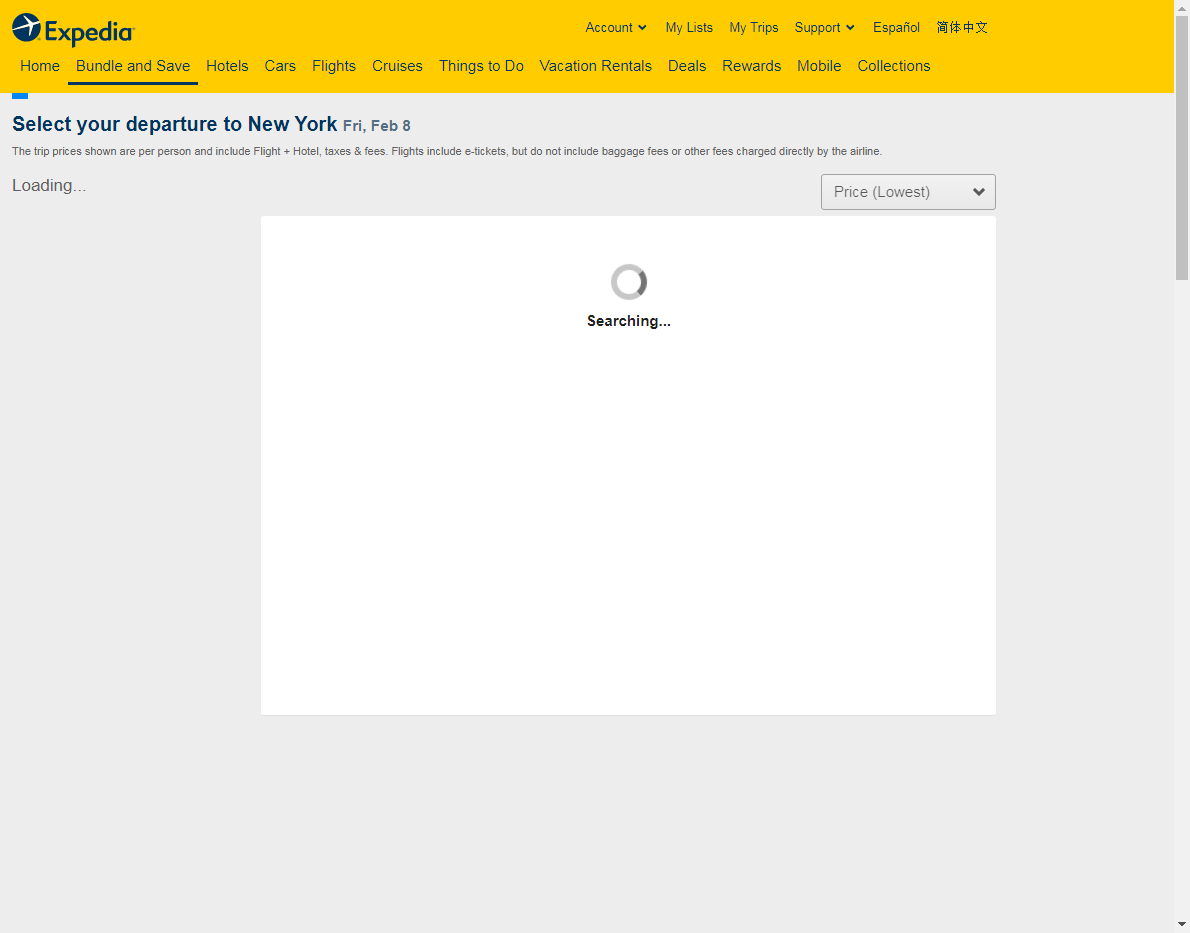 Expedia
Account My Lists My Trips Support Español 简体中文
Home Bundle and Save Hotels Cars Flights Cruises Things to Do Vacation Rentals Deals Rewards Mobile Collections
Select your departure to New York Fri, Feb 8
The trip prices shown are per person and include Flight + Hotel, taxes & fees. Flights include e-tickets, but do not include baggage fees or other fees charged directly by the airline.
Loading...
Price (Lowest)
Searching...